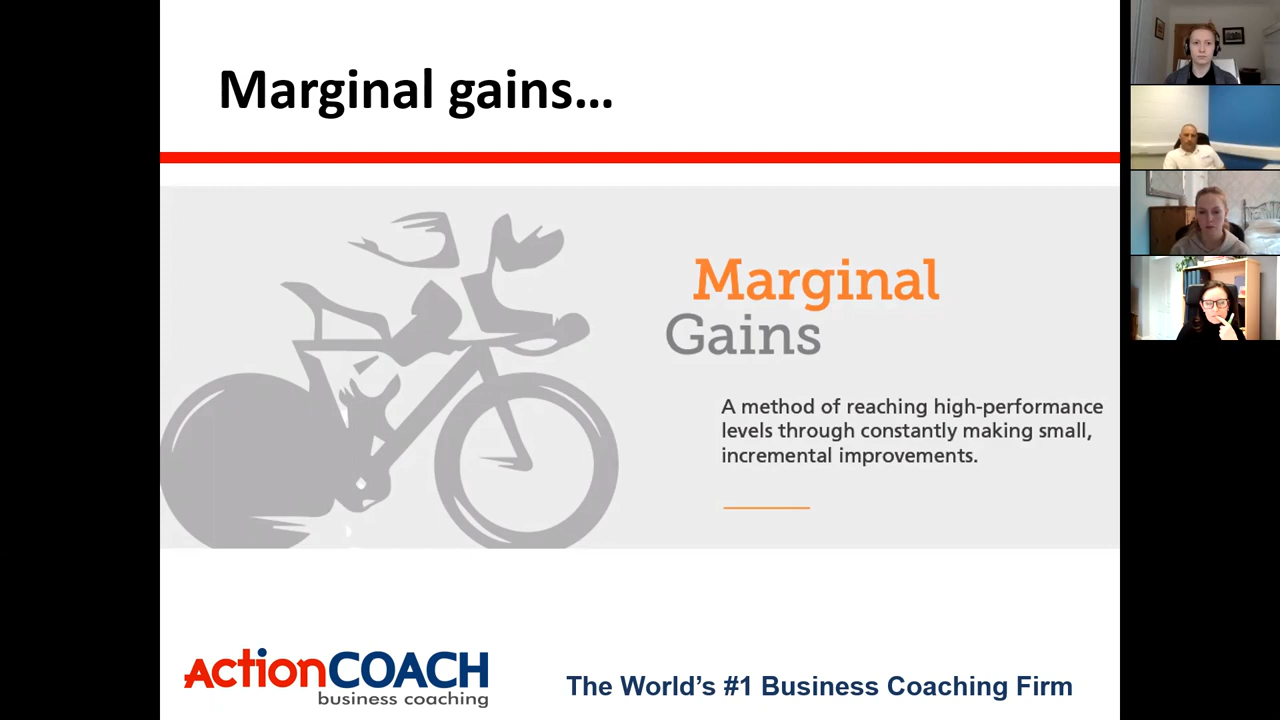 Marginal gains...
Marginal
Gains
A method of reaching high-performance
levels through constantly making small,
incremental improvements.
ActionCOACH
business coaching
The World's #1 Business Coaching Firm